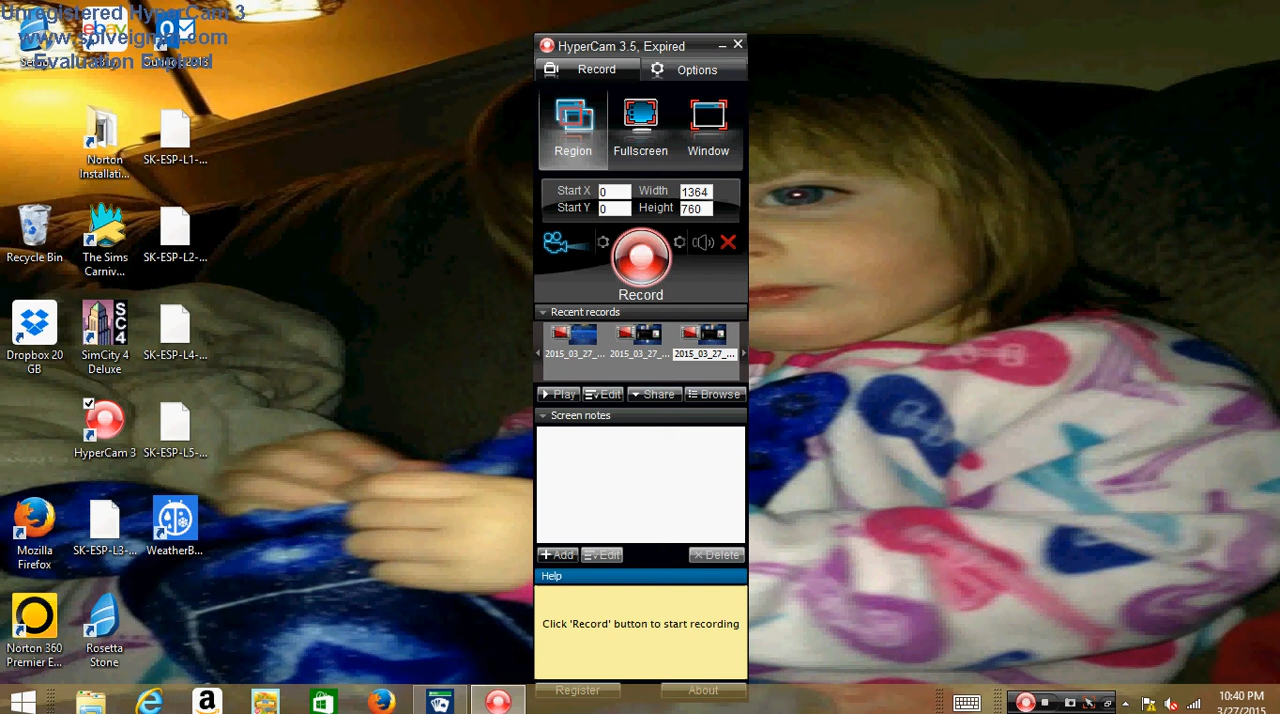 Unregistered HyperCam 3
www.solveigmm.com
Evaluation Expired
ebay
Norton
Installati...
SK-ESP-L1-...
Recycle Bin
The Sims
Carniv...
SK-ESP-L2-...
Dropbox 20
GB
SimCity 4
Deluxe
SK-ESP-L4-...
HyperCam 3
SK-ESP-L5-...
Mozilla
Firefox
SK-ESP-L3-...
WeatherB...
Norton 360
Premier E...
Rosetta
Stone
HyperCam 3.5, Expired
Record
Options
Region
Fullscreen
Window
Start X 0 Width 1364
Start Y 0 Height 760
Record
Recent records
2015_03_27_...
2015_03_27_...
2015_03_27_...
Play
Edit
Share
Browse
Screen notes
Add
Edit
Delete
Help
Click 'Record' button to start recording
Register
About
10:40 PM
3/27/2015